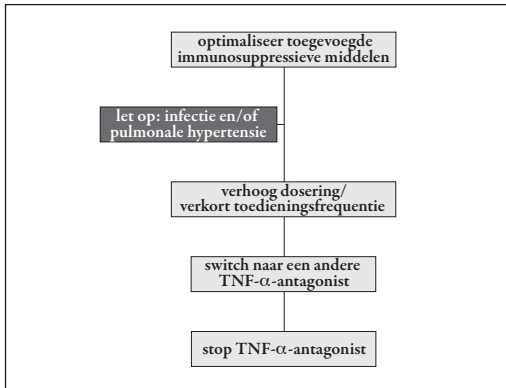 optimaliseer toegevoegde
immunosuppressieve middelen
let op: infectie en/of
pulmonale hypertensie
verhoog dosering/
verkort toedieningsfrequentie
switch naar een andere
TNF-α-antagonist
stop TNF-α-antagonist